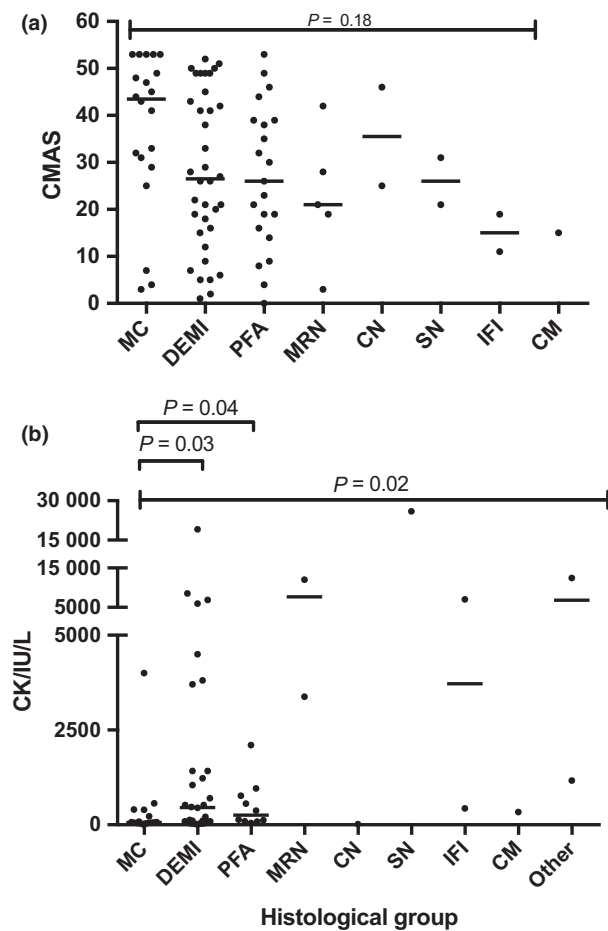 (a)
P = 0.18
60
50
40
30
20
10
0
CMAS
MC DEMI PFA MRN CN SN IFI CM
(b)
P = 0.04
P = 0.03
P = 0.02
30 000
15 000
15 000
5000
5000
2500
0
CK/IU/L
MC DEMI PFA MRN CN SN IFI CM Other
Histological group